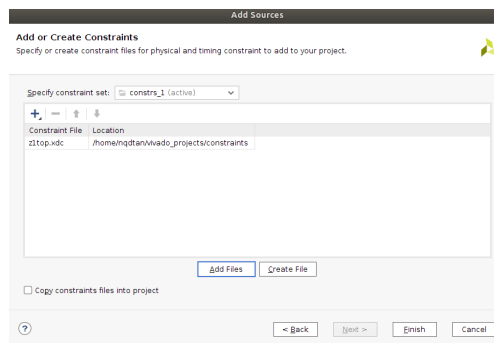 Add Sources
Add or Create Constraints
Specify or create constraint files for physical and timing constraint to add to your project.
Specify constraint set: constrs_1 (active)
Constraint File Location
z1top.xdc /home/nqdtan/vivado_projects/constraints
Add Files Create File
Copy constraints files into project
? < Back Next > Finish Cancel